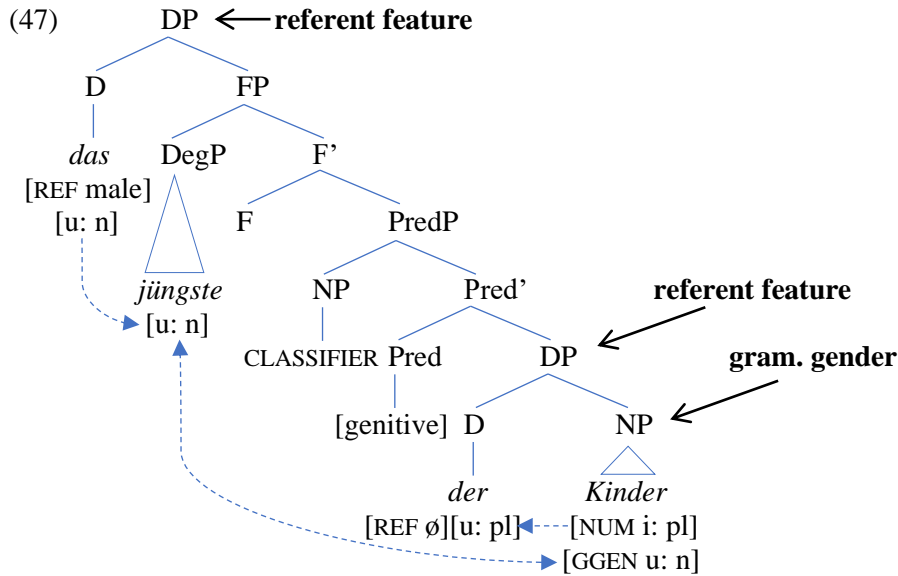 (47) DP referent feature
D FP
das DegP F’
[REF male] F PredP
[u: n]
jüngste NP Pred’ referent feature
[u: n]
CLASSIFIER Pred DP gram. gender
[genitive] D NP
der Kinder
[REF ø][u: pl] [NUM i: pl]
[GGEN u: n]